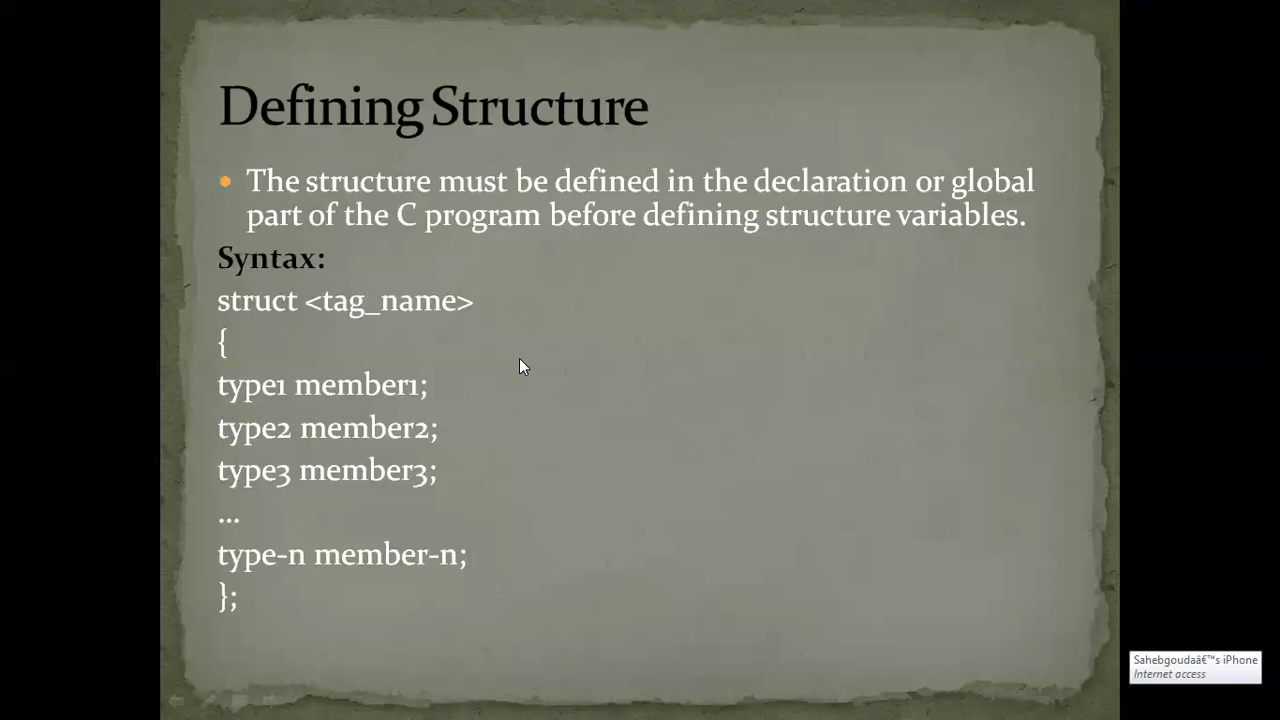 Defining Structure
• The structure must be defined in the declaration or global
part of the C program before defining structure variables.
Syntax:
struct <tag_name>
{
type1 member1;
type2 member2;
type3 member3;
...
type-n member-n;
};
Sahebgoudaâ€™s iPhone
Internet access